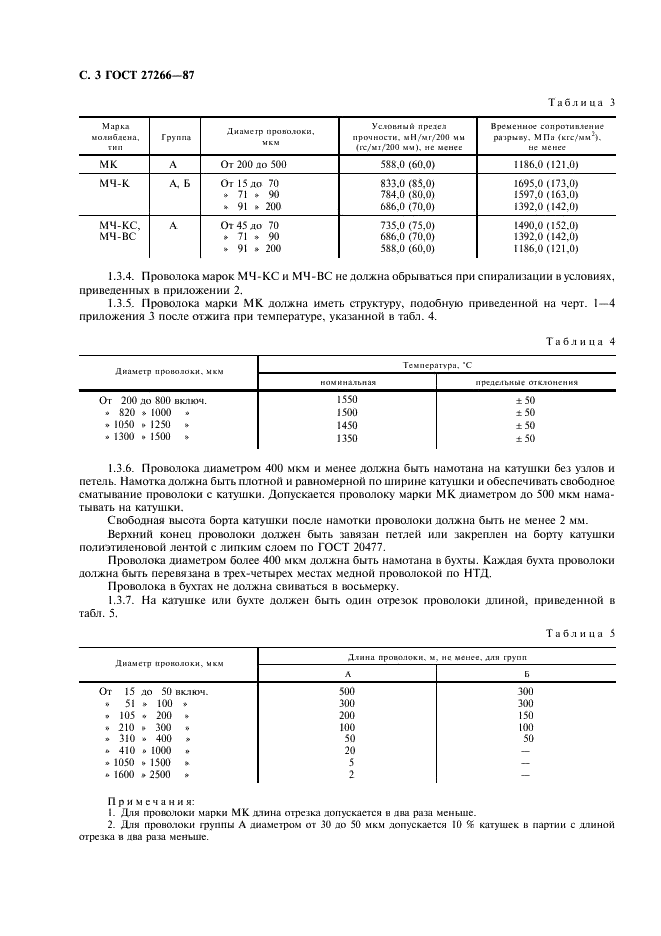 С. 3 ГОСТ 27266—87
Таблица 3
Марка молибдена, тип | Группа | Диаметр проволоки, мкм | Условный предел прочности, мН/мг/200 мм (гс/мг/200 мм), не менее | Временное сопротивление разрыву, МПа (кгс/мм²), не менее
МК | А | От 200 до 500 | 588,0 (60,0) | 1186,0 (121,0)
МЧ-К | А, Б | От 15 до 70 | 833,0 (85,0) | 1695,0 (173,0)
» 71 » 90 | 784,0 (80,0) | 1597,0 (163,0)
» 91 » 200 | 686,0 (70,0) | 1392,0 (142,0)
МЧ-КС, | А | От 45 до 70 | 735,0 (75,0) | 1490,0 (152,0)
МЧ-ВС | » 71 » 90 | 686,0 (70,0) | 1392,0 (142,0)
» 91 » 200 | 588,0 (60,0) | 1186,0 (121,0)
1.3.4. Проволока марок МЧ-КС и МЧ-ВС не должна обрываться при спирализации в условиях,
приведенных в приложении 2.
1.3.5. Проволока марки МК должна иметь структуру, подобную приведенной на черт. 1—4
приложения 3 после отжига при температуре, указанной в табл. 4.
Таблица 4
Диаметр проволоки, мкм | Температура, °С
номинальная | предельные отклонения
От 200 до 800 включ. | 1550 | ± 50
» 820 » 1000 » | 1500 | ± 50
» 1050 » 1250 » | 1450 | ± 50
» 1300 » 1500 » | 1350 | ± 50
1.3.6. Проволока диаметром 400 мкм и менее должна быть намотана на катушки без узлов и
петель. Намотка должна быть плотной и равномерной по ширине катушки и обеспечивать свободное
сматывание проволоки с катушки. Допускается проволоку марки МК диаметром до 500 мкм нама-
тывать на катушки.
Свободная высота борта катушки после намотки проволоки должна быть не менее 2 мм.
Верхний конец проволоки должен быть завязан петлей или закреплен на борту катушки
полиэтиленовой лентой с липким слоем по ГОСТ 20477.
Проволока диаметром более 400 мкм должна быть намотана в бухты. Каждая бухта проволоки
должна быть перевязана в трех-четырех местах медной проволокой по НТД.
Проволока в бухтах не должна свиваться в восьмерку.
1.3.7. На катушке или бухте должен быть один отрезок проволоки длиной, приведенной в
табл. 5.
Таблица 5
Диаметр проволоки, мкм | Длина проволоки, м, не менее, для групп
А | Б
От 15 до 50 включ. | 500 | 300
» 51 » 100 » | 300 | 300
» 105 » 200 » | 200 | 150
» 210 » 300 » | 100 | 100
» 310 » 400 » | 50 | 50
» 410 » 1000 » | 20 | —
» 1050 » 1500 » | 5 | —
» 1600 » 2500 » | 2 | —
Примечания:
1. Для проволоки марки МК длина отрезка допускается в два раза меньше.
2. Для проволоки группы А диаметром от 30 до 50 мкм допускается 10 % катушек в партии с длиной
отрезка в два раза меньше.